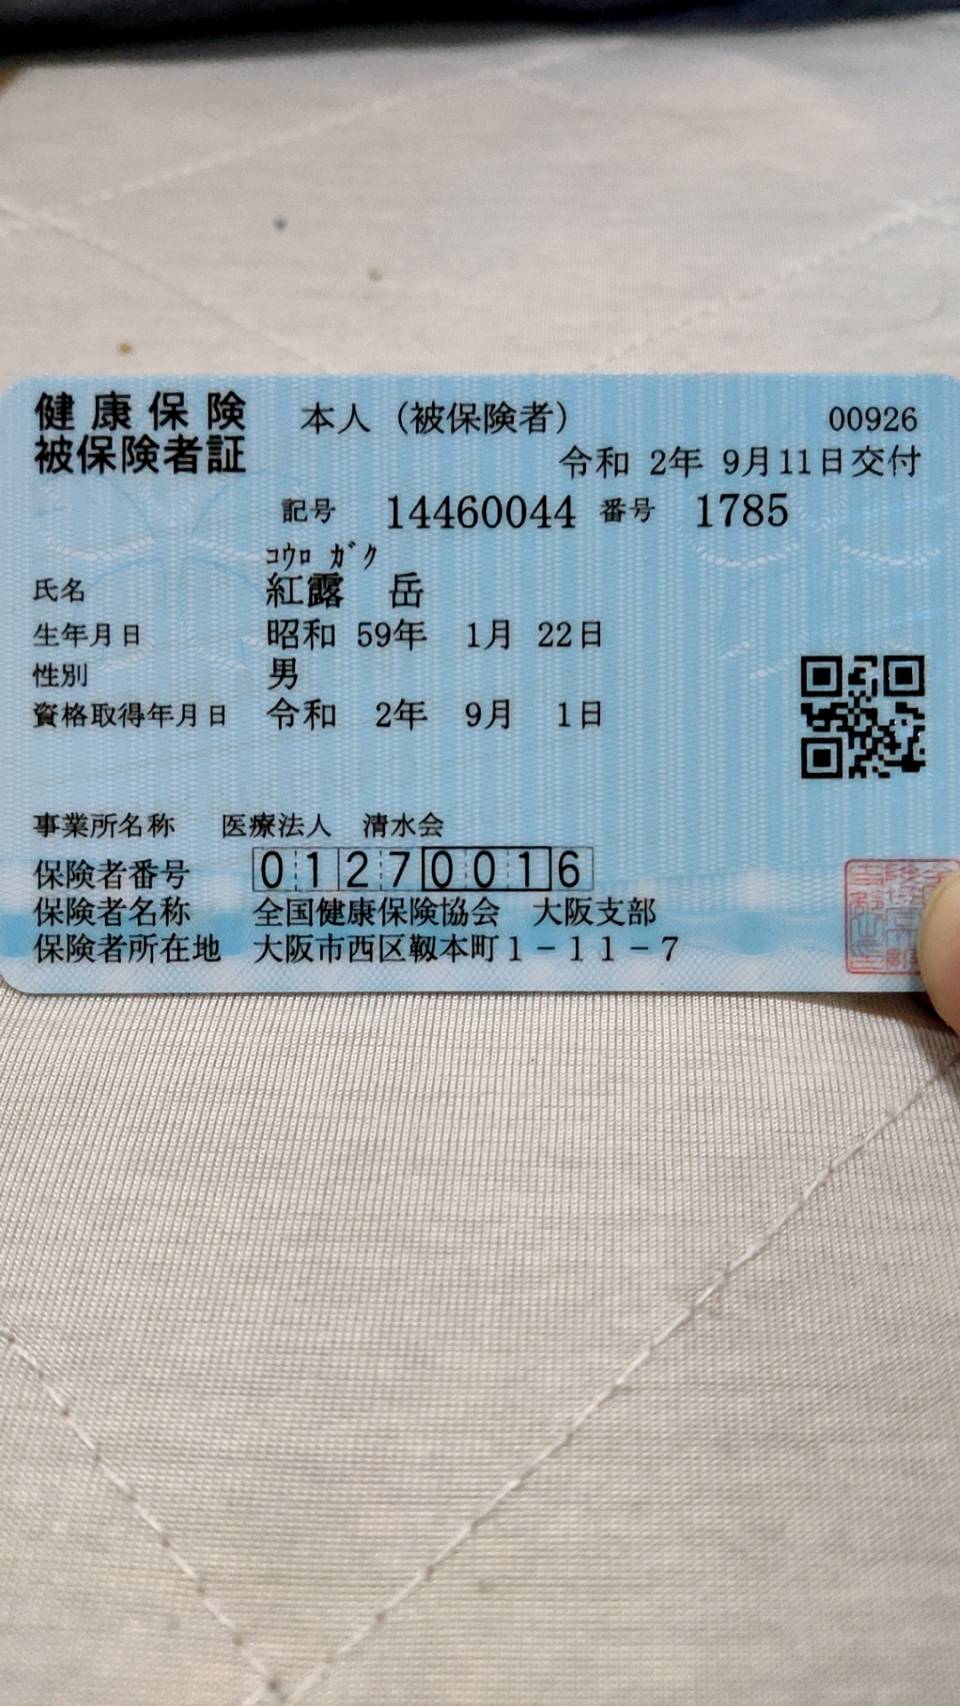 健康保険 本人（被保険者） 00926
被保険者証 令和 2年 9月11日交付
記号 14460044 番号 1785
ｺｳﾛ ｶﾞｸ
氏名 紅露 岳
生年月日 昭和 59年 1月 22日
性別 男
資格取得年月日 令和 2年 9月 1日
事業所名称 医療法人 清水会
保険者番号 01270016
保険者名称 全国健康保険協会 大阪支部
保険者所在地 大阪市西区靱本町１－１１－７